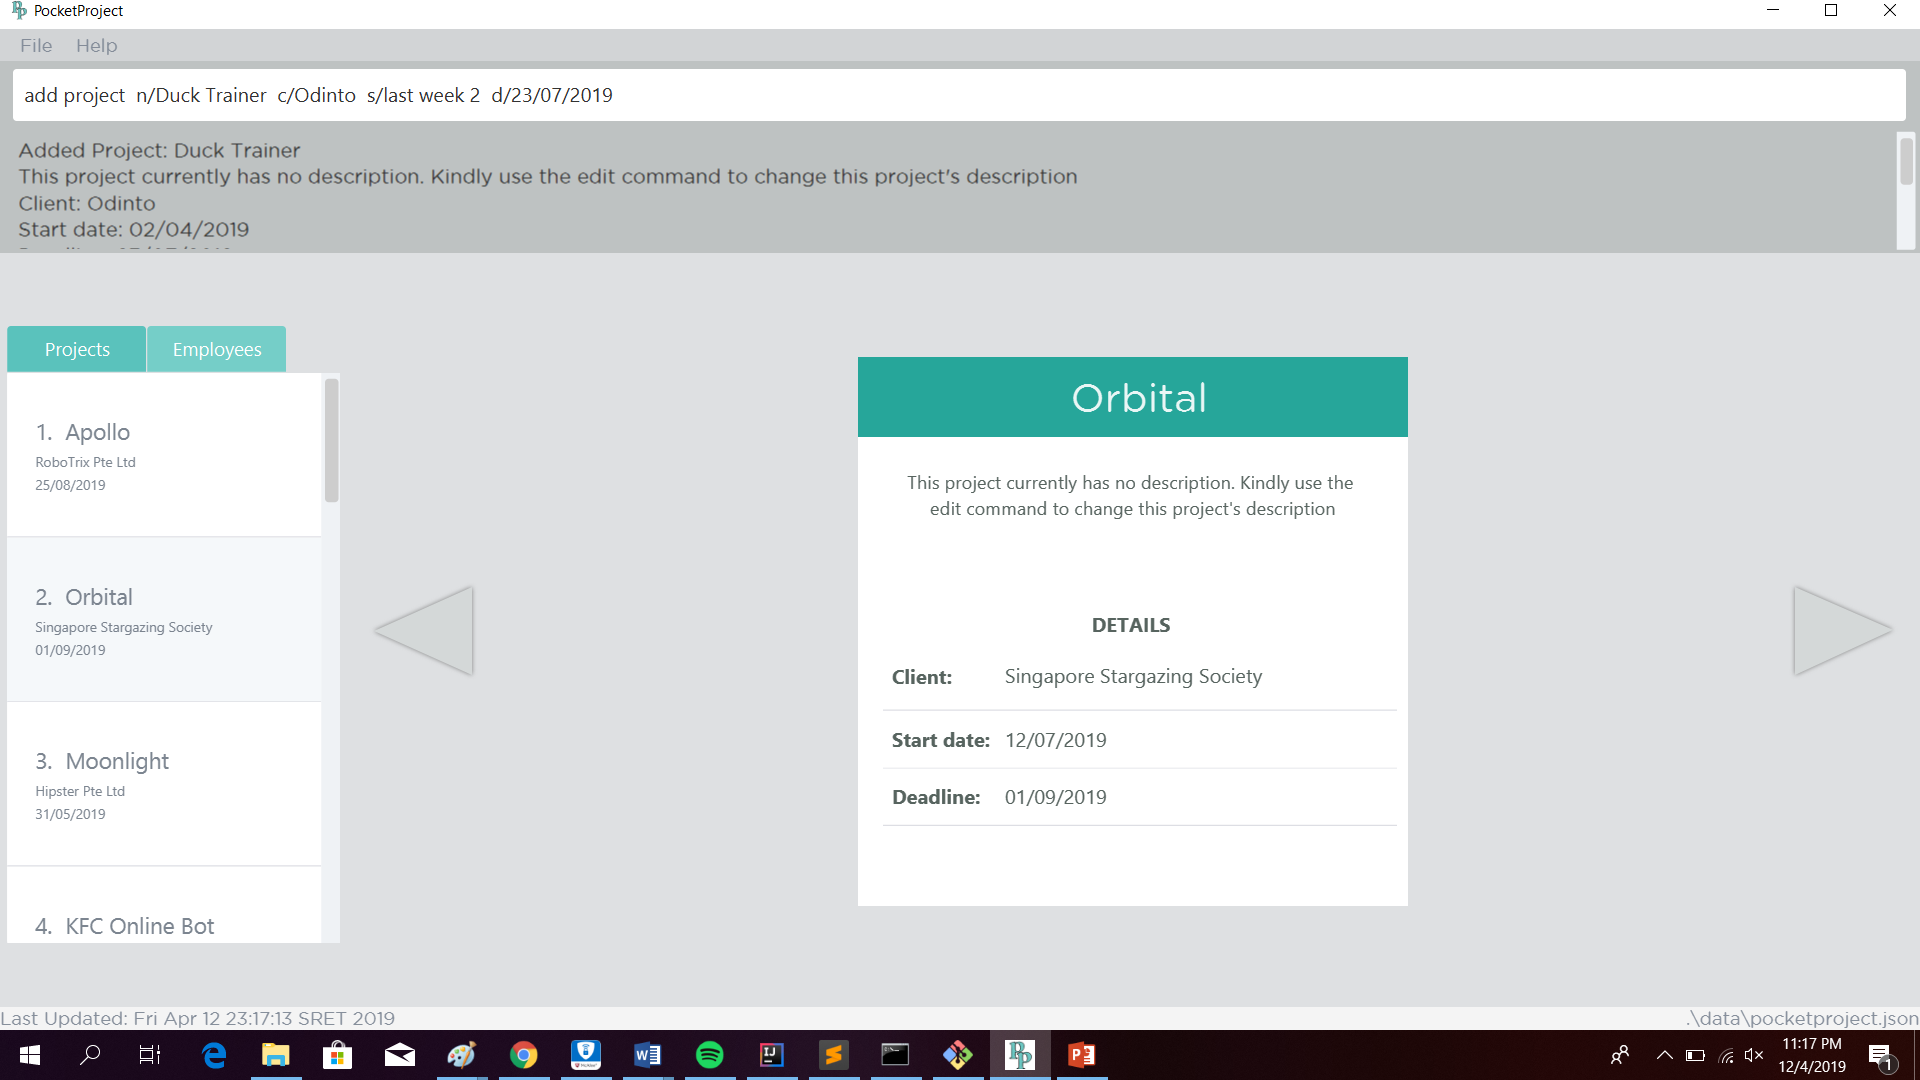 PocketProject
File Help
add project n/Duck Trainer c/Odinto s/last week 2 d/23/07/2019
Added Project: Duck Trainer
This project currently has no description. Kindly use the edit command to change this project's description
Client: Odinto
Start date: 02/04/2019
Projects Employees
1. Apollo
RoboTrix Pte Ltd
25/08/2019
2. Orbital
Singapore Stargazing Society
01/09/2019
3. Moonlight
Hipster Pte Ltd
31/05/2019
4. KFC Online Bot
Orbital
This project currently has no description. Kindly use the
edit command to change this project's description
DETAILS
Client: Singapore Stargazing Society
Start date: 12/07/2019
Deadline: 01/09/2019
Last Updated: Fri Apr 12 23:17:13 SRET 2019
.\data\pocketproject.json
11:17 PM
12/4/2019
1